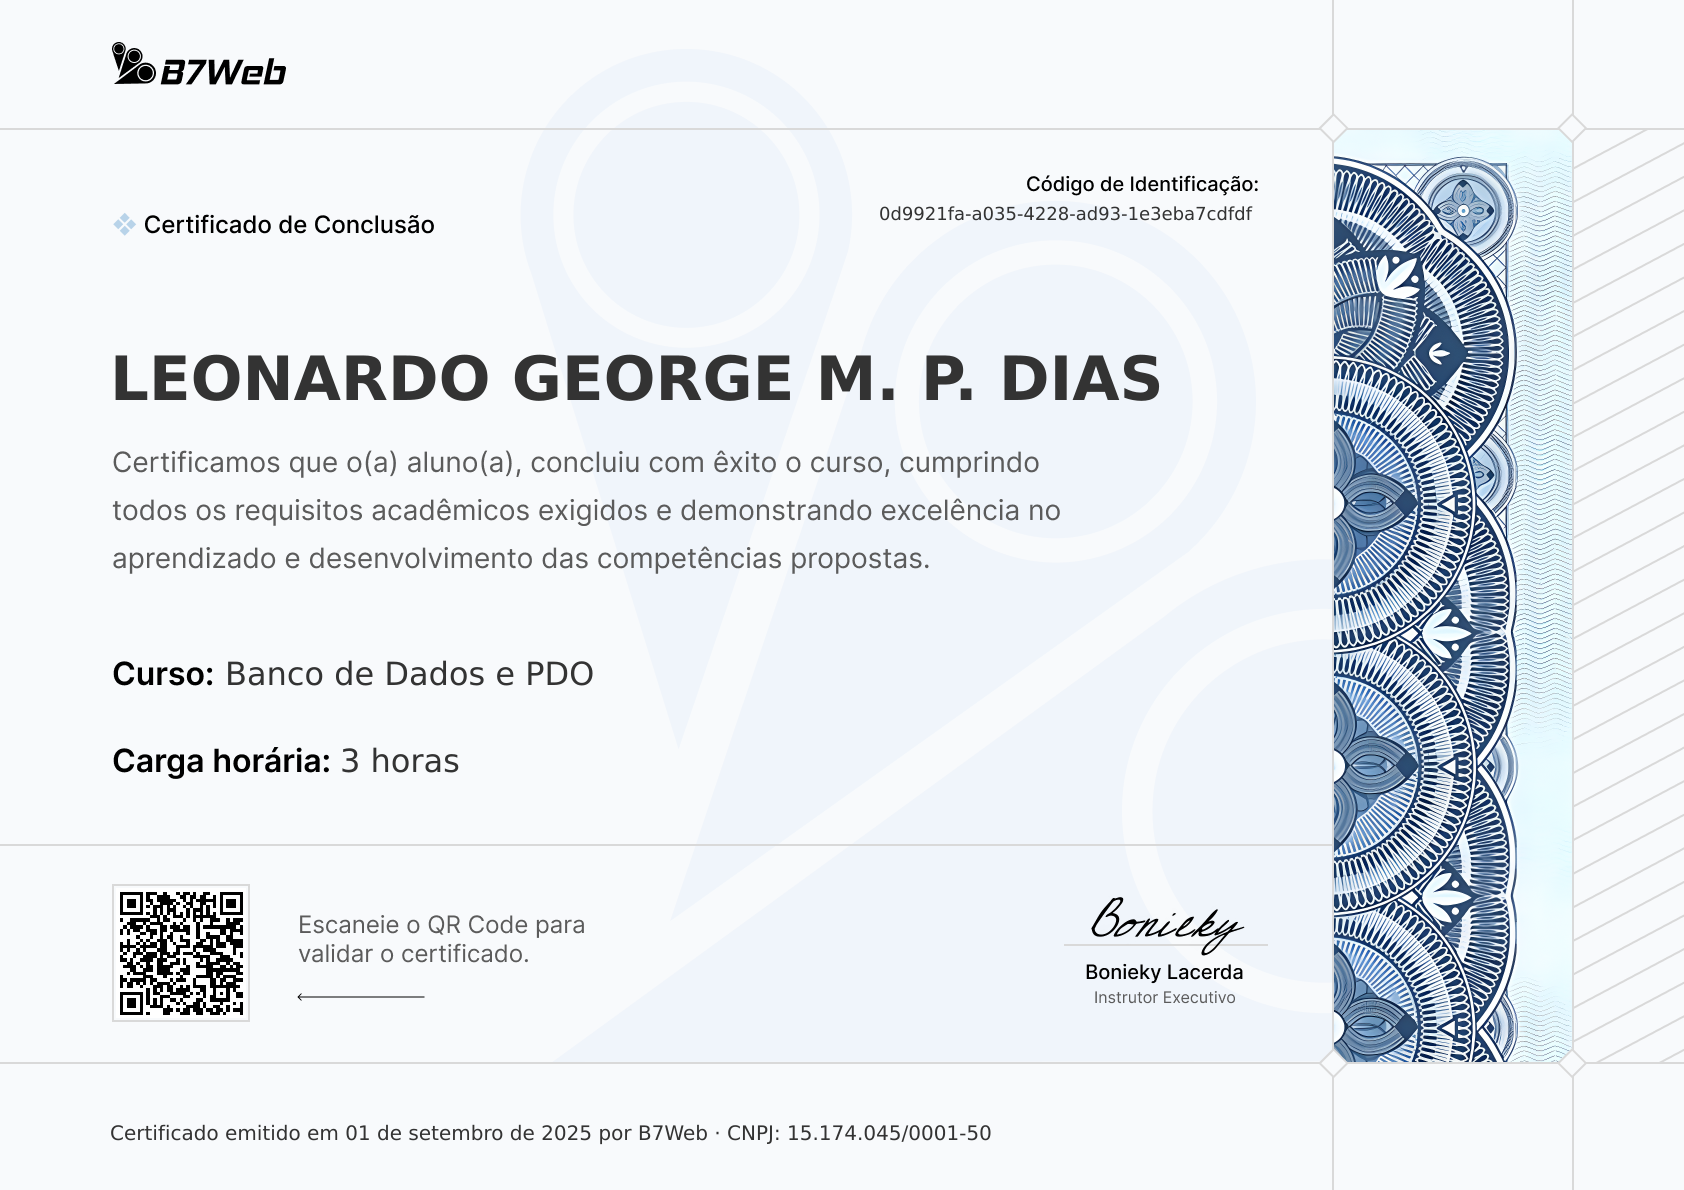 B7Web
Código de Identificação:
0d9921fa-a035-4228-ad93-1e3eba7cdfdf
Certificado de Conclusão
LEONARDO GEORGE M. P. DIAS
Certificamos que o(a) aluno(a), concluiu com êxito o curso, cumprindo
todos os requisitos acadêmicos exigidos e demonstrando excelência no
aprendizado e desenvolvimento das competências propostas.
Curso: Banco de Dados e PDO
Carga horária: 3 horas
Escaneie o QR Code para
validar o certificado.
Bonieky
Bonieky Lacerda
Instrutor Executivo
Certificado emitido em 01 de setembro de 2025 por B7Web · CNPJ: 15.174.045/0001-50